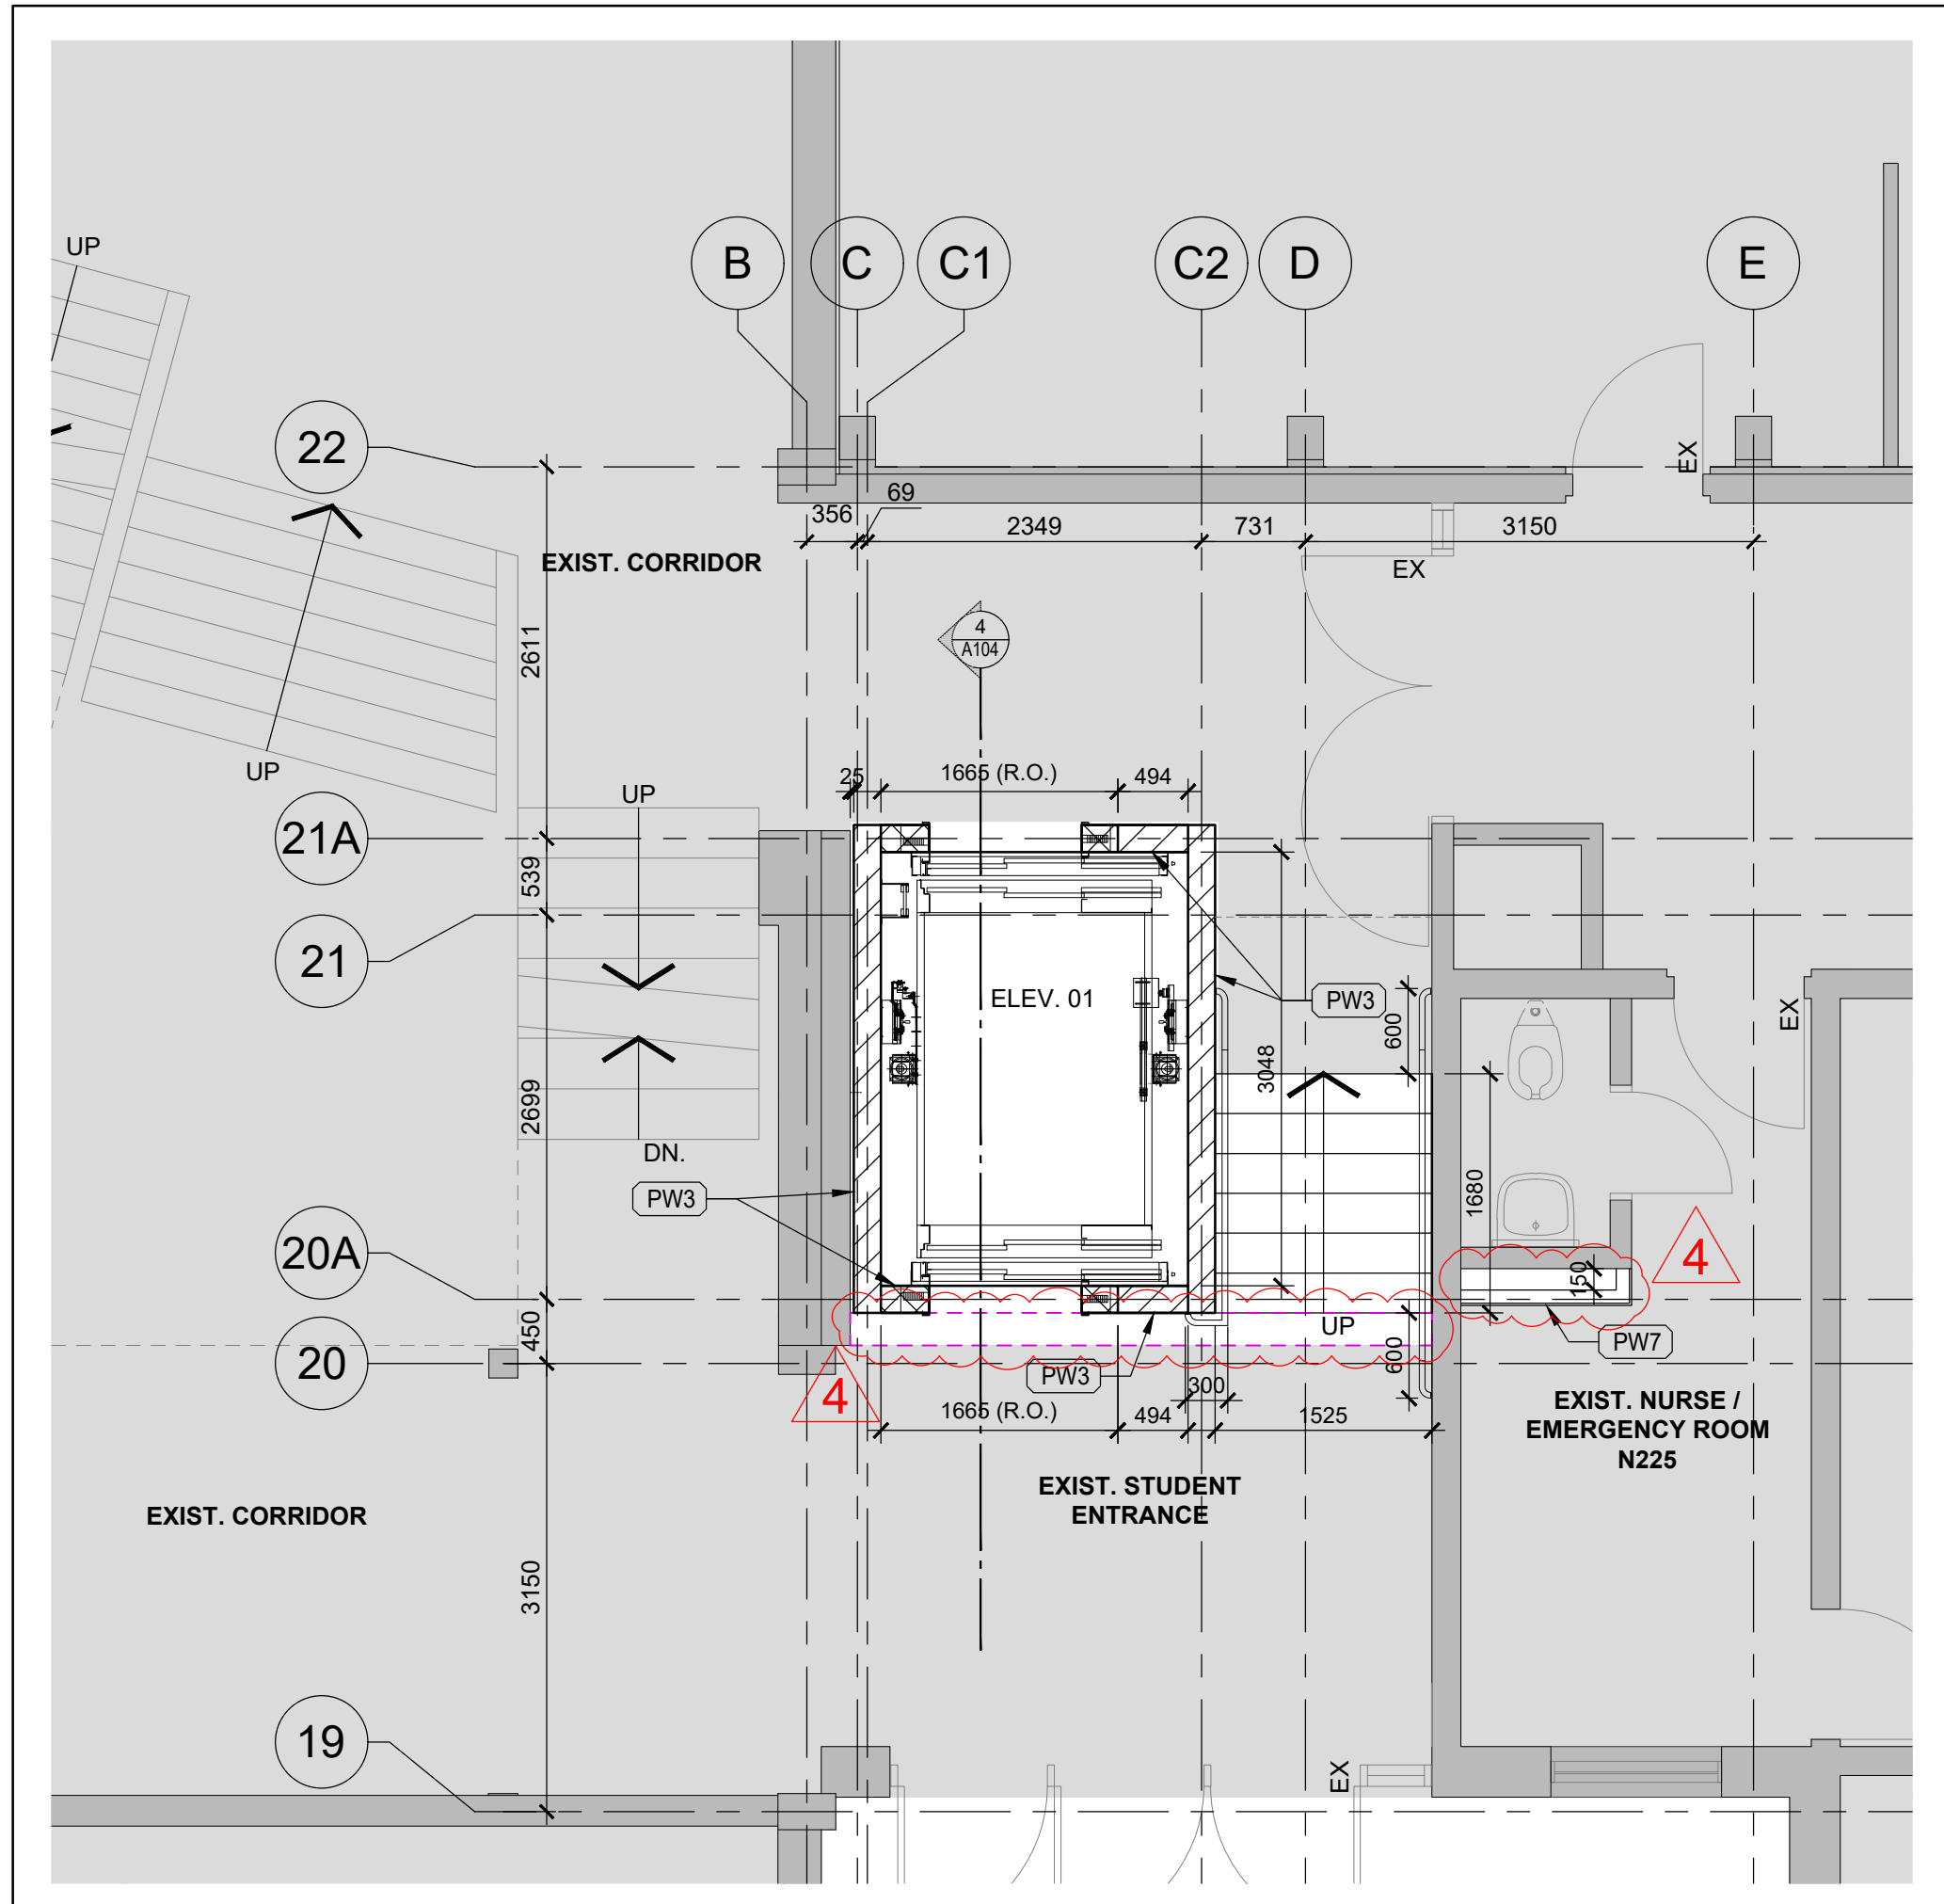 UP
B
C
C1
C2
D
E
22
EX
69
356
2349
731
3150
EXIST. CORRIDOR
EX
2611
4
A104
UP
25
1665 (R.O.)
494
UP
21A
539
21
ELEV. 01
PW3
EX
600
3048
2699
DN.
1680
PW3
20A
4
150
450
UP
PW7
20
600
PW3
4
300
1665 (R.O.)
494
1525
EXIST. NURSE /
EMERGENCY ROOM
N225
EXIST. STUDENT
ENTRANCE
EXIST. CORRIDOR
3150
19
EX